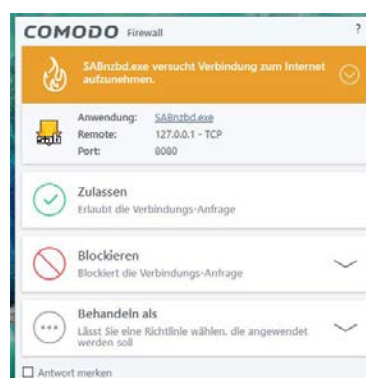 COMODO Firewall ?
SABnzbd.exe versucht Verbindung zum Internet
aufzunehmen.
Anwendung: SABnzbd.exe
Remote: 127.0.0.1 - TCP
Port: 8080
Zulassen
Erlaubt die Verbindungs-Anfrage
Blockieren
Blockiert die Verbindungs-Anfrage
Behandeln als
Lässt Sie eine Richtlinie wählen, die angewendet
werden soll
Antwort merken